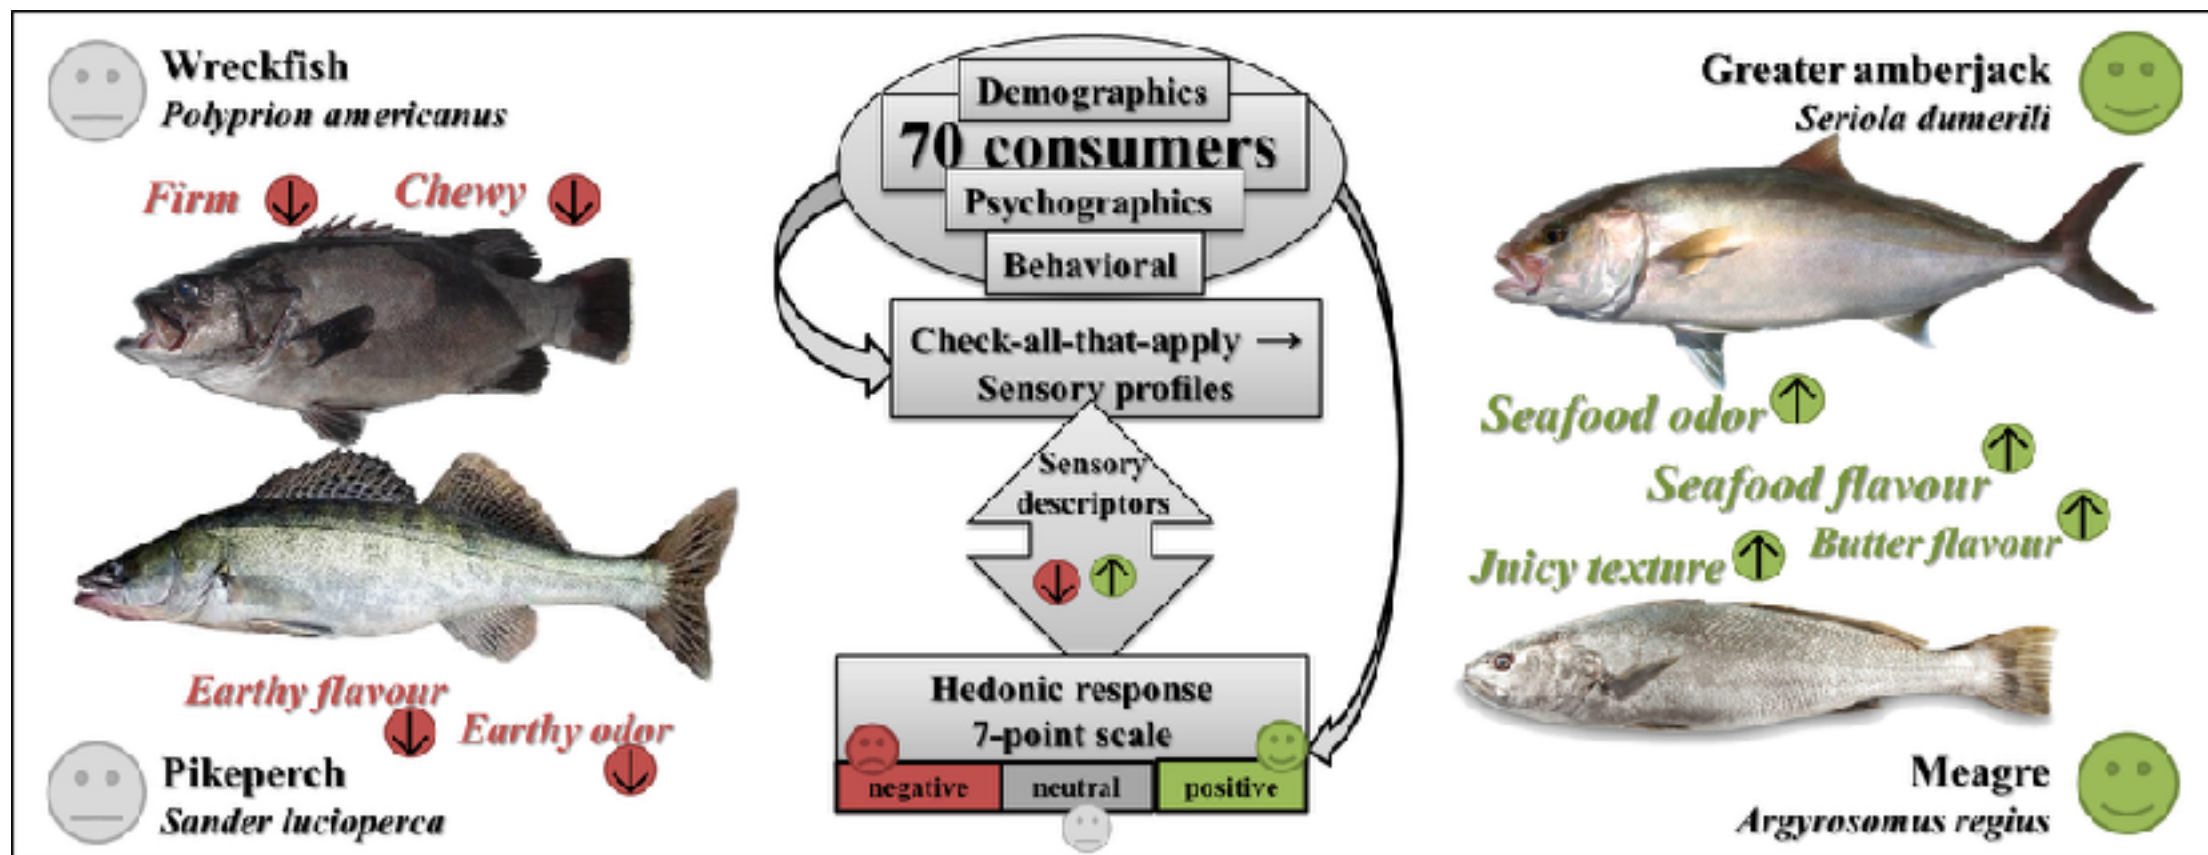 Wreckfish
Polyprion americanus
Firm
Chewy
Earthy flavour
Earthy odor
Pikeperch
Sander lucioperca
Demographics
70 consumers
Psychographics
Behavioral
Check-all-that-apply →
Sensory profiles
Sensory
descriptors
Hedonic response
7-point scale
negative
neutral
positive
Greater amberjack
Seriola dumerili
Seafood odor
Seafood flavour
Butter flavour
Juicy texture
Meagre
Argyrosomus regius